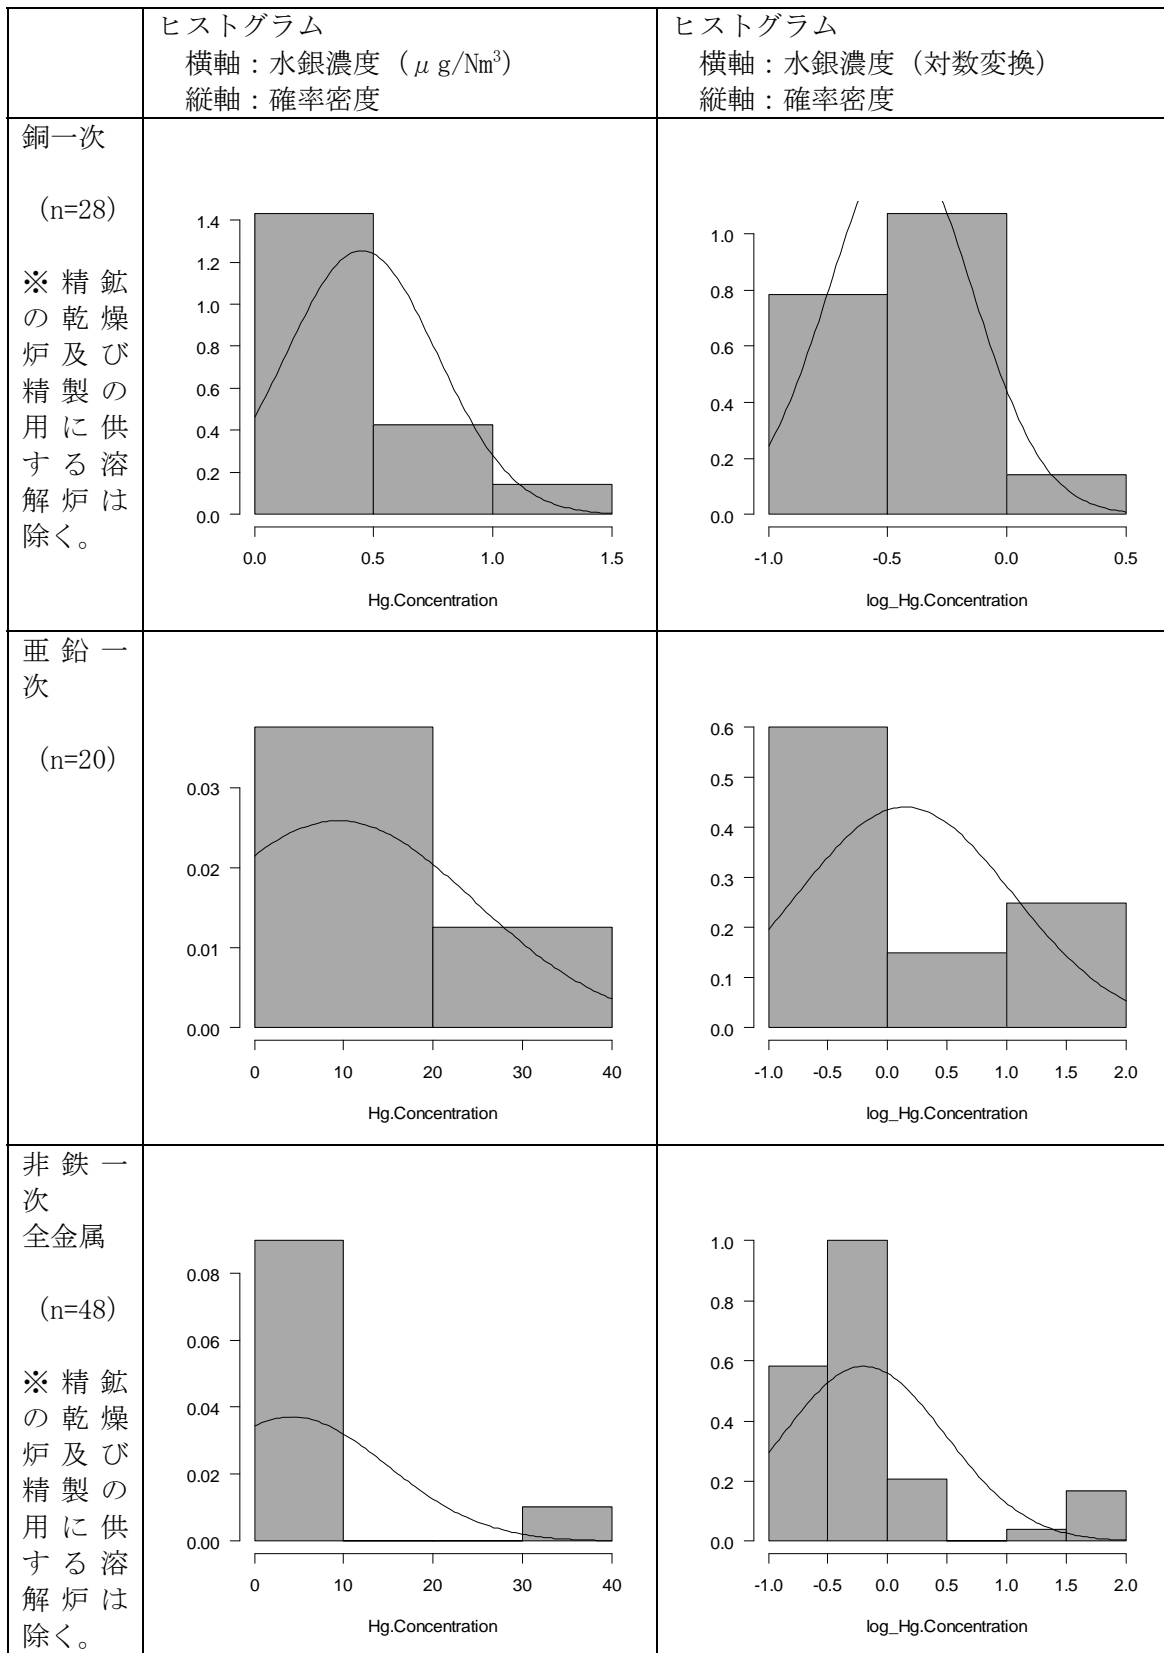 ヒストグラム
横軸：水銀濃度（μg/Nm³）
縦軸：確率密度
ヒストグラム
横軸：水銀濃度（対数変換）
縦軸：確率密度
銅一次
（n=28）
※精鉱
の乾燥
炉及び
精製の
用に供
する溶
解炉は
除く。
1.4
1.2
1.0
0.8
0.6
0.4
0.2
0.0
0.0 0.5 1.0 1.5
Hg.Concentration
1.0
0.8
0.6
0.4
0.2
0.0
-1.0 -0.5 0.0 0.5
log_Hg.Concentration
亜鉛一
次
（n=20）
0.03
0.02
0.01
0.00
0 10 20 30 40
Hg.Concentration
0.6
0.5
0.4
0.3
0.2
0.1
0.0
-1.0 -0.5 0.0 0.5 1.0 1.5 2.0
log_Hg.Concentration
非鉄一
次
全金属
（n=48）
※精鉱
の乾燥
炉及び
精製の
用に供
する溶
解炉は
除く。
0.08
0.06
0.04
0.02
0.00
0 10 20 30 40
Hg.Concentration
1.0
0.8
0.6
0.4
0.2
0.0
-1.0 -0.5 0.0 0.5 1.0 1.5 2.0
log_Hg.Concentration